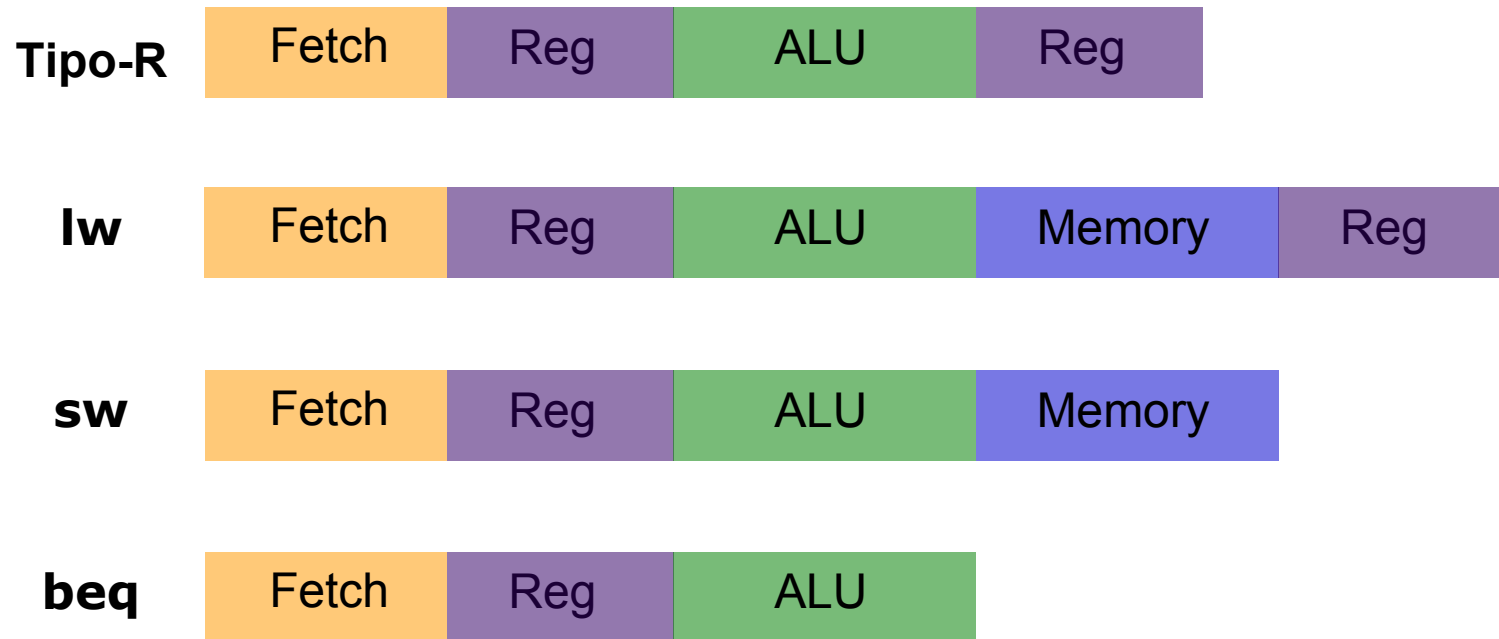 Tipo-R Fetch Reg ALU Reg
lw Fetch Reg ALU Memory Reg
sw Fetch Reg ALU Memory
beq Fetch Reg ALU